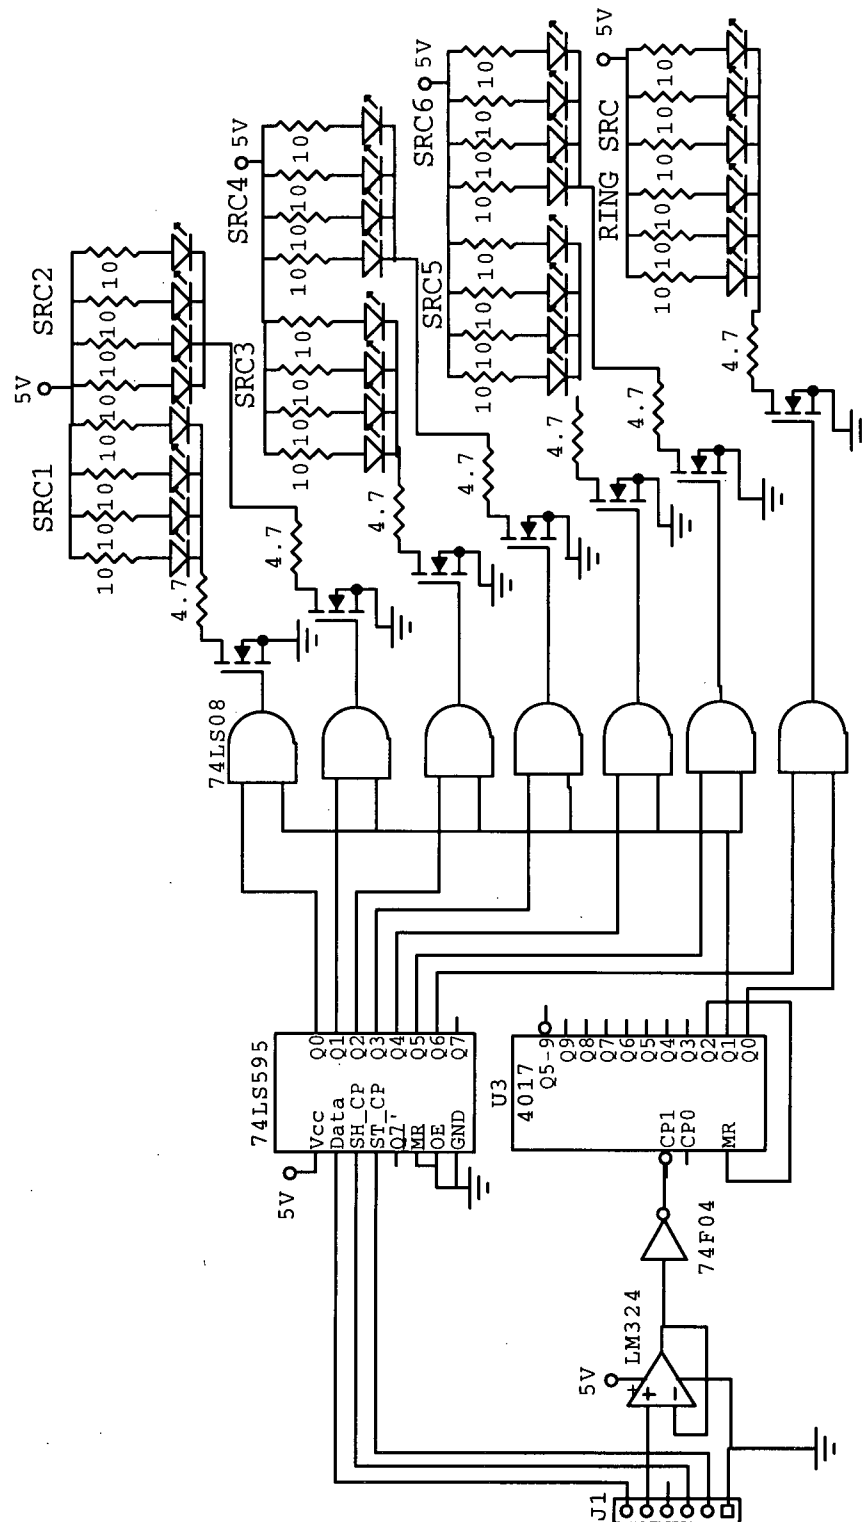 5V
SRC1
SRC2
10
10
10
10
10
10
10
10
4.7
4.7
74LS08
5V
SRC3
SRC4
10
10
10
10
10
10
10
10
4.7
4.7
5V
SRC5
SRC6
10
10
10
10
10
10
10
10
4.7
4.7
5V
RING SRC
10
10
10
10
10
10
4.7
74LS595
5V
Vcc
Data
SH_CP
ST_CP
Q7'
MR
OE
GND
Q0
Q1
Q2
Q3
Q4
Q5
Q6
Q7
U3
4017
CP1
CP0
MR
Q5-9
Q9
Q8
Q7
Q6
Q5
Q4
Q3
Q2
Q1
Q0
74F04
LM324
5V
+
+
−
J1